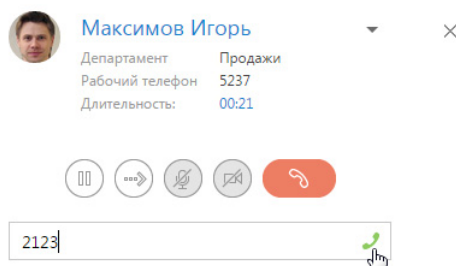 Максимов Игорь
Департамент Продажи
Рабочий телефон 5237
Длительность: 00:21
2123